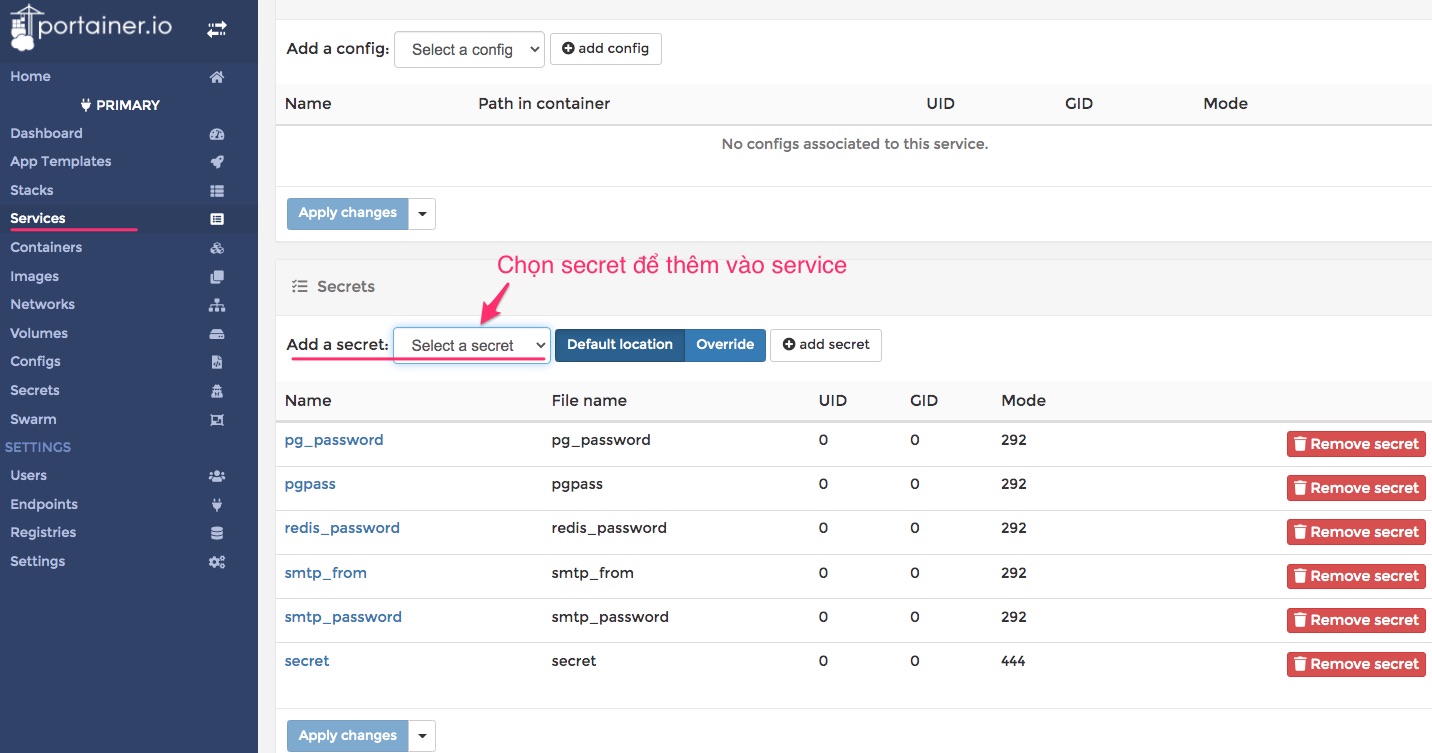 portainer.io
Home
PRIMARY
Dashboard
App Templates
Stacks
Services
Containers
Images
Networks
Volumes
Configs
Secrets
Swarm
SETTINGS
Users
Endpoints
Registries
Settings
Add a config: Select a config add config
Name Path in container UID GID Mode
No configs associated to this service.
Apply changes
Chọn secret để thêm vào service
Secrets
Add a secret: Select a secret Default location Override add secret
Name File name UID GID Mode
pg_password pg_password 0 0 292 Remove secret
pgpass pgpass 0 0 292 Remove secret
redis_password redis_password 0 0 292 Remove secret
smtp_from smtp_from 0 0 292 Remove secret
smtp_password smtp_password 0 0 292 Remove secret
secret secret 0 0 444 Remove secret
Apply changes